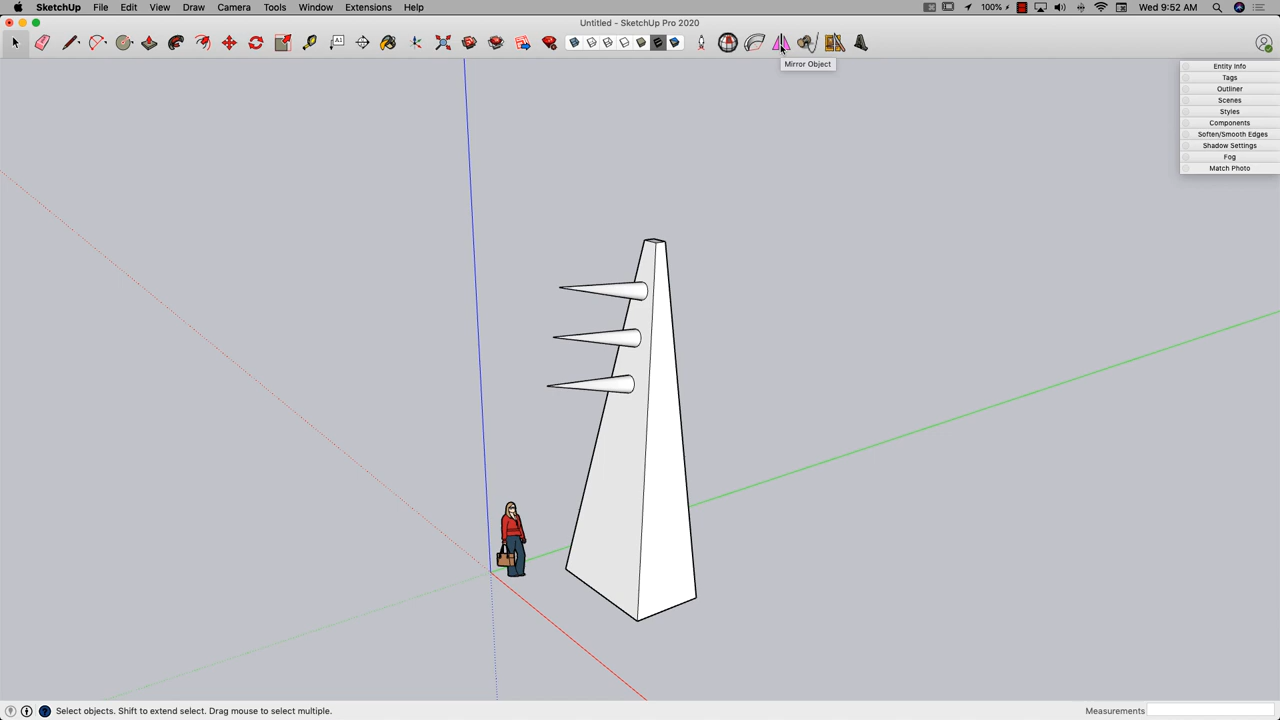 SketchUp File Edit View Draw Camera Tools Window Extensions Help 100% Wed 9:52 AM
Untitled - SketchUp Pro 2020
A1
Mirror Object
Entity Info
Tags
Outliner
Scenes
Styles
Components
Soften/Smooth Edges
Shadow Settings
Fog
Match Photo
Select objects. Shift to extend select. Drag mouse to select multiple. Measurements